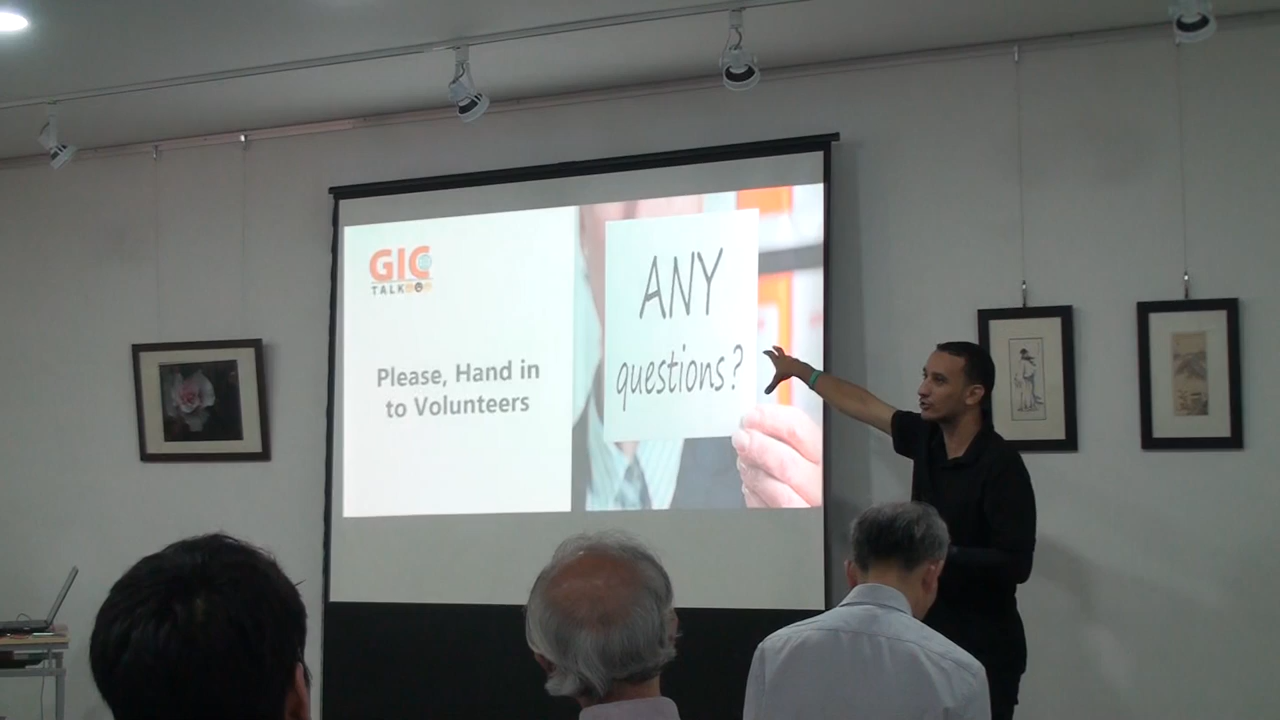 GIC
TALK
Please, Hand in
to Volunteers
ANY
questions?